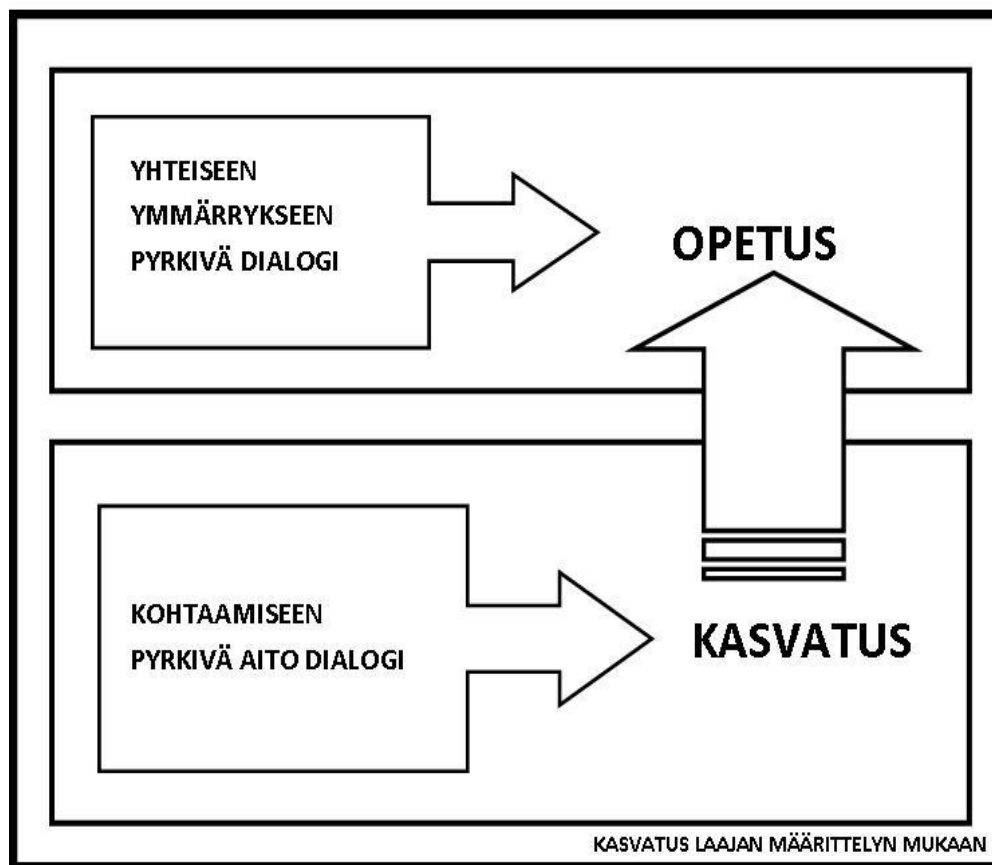 YHTEISEEN
YMMÄRRYKSEEN
PYRKIVÄ DIALOGI
OPETUS
KOHTAAMISEEN
PYRKIVÄ AITO DIALOGI
KASVATUS
KASVATUS LAAJAN MÄÄRITTELYN MUKAAN